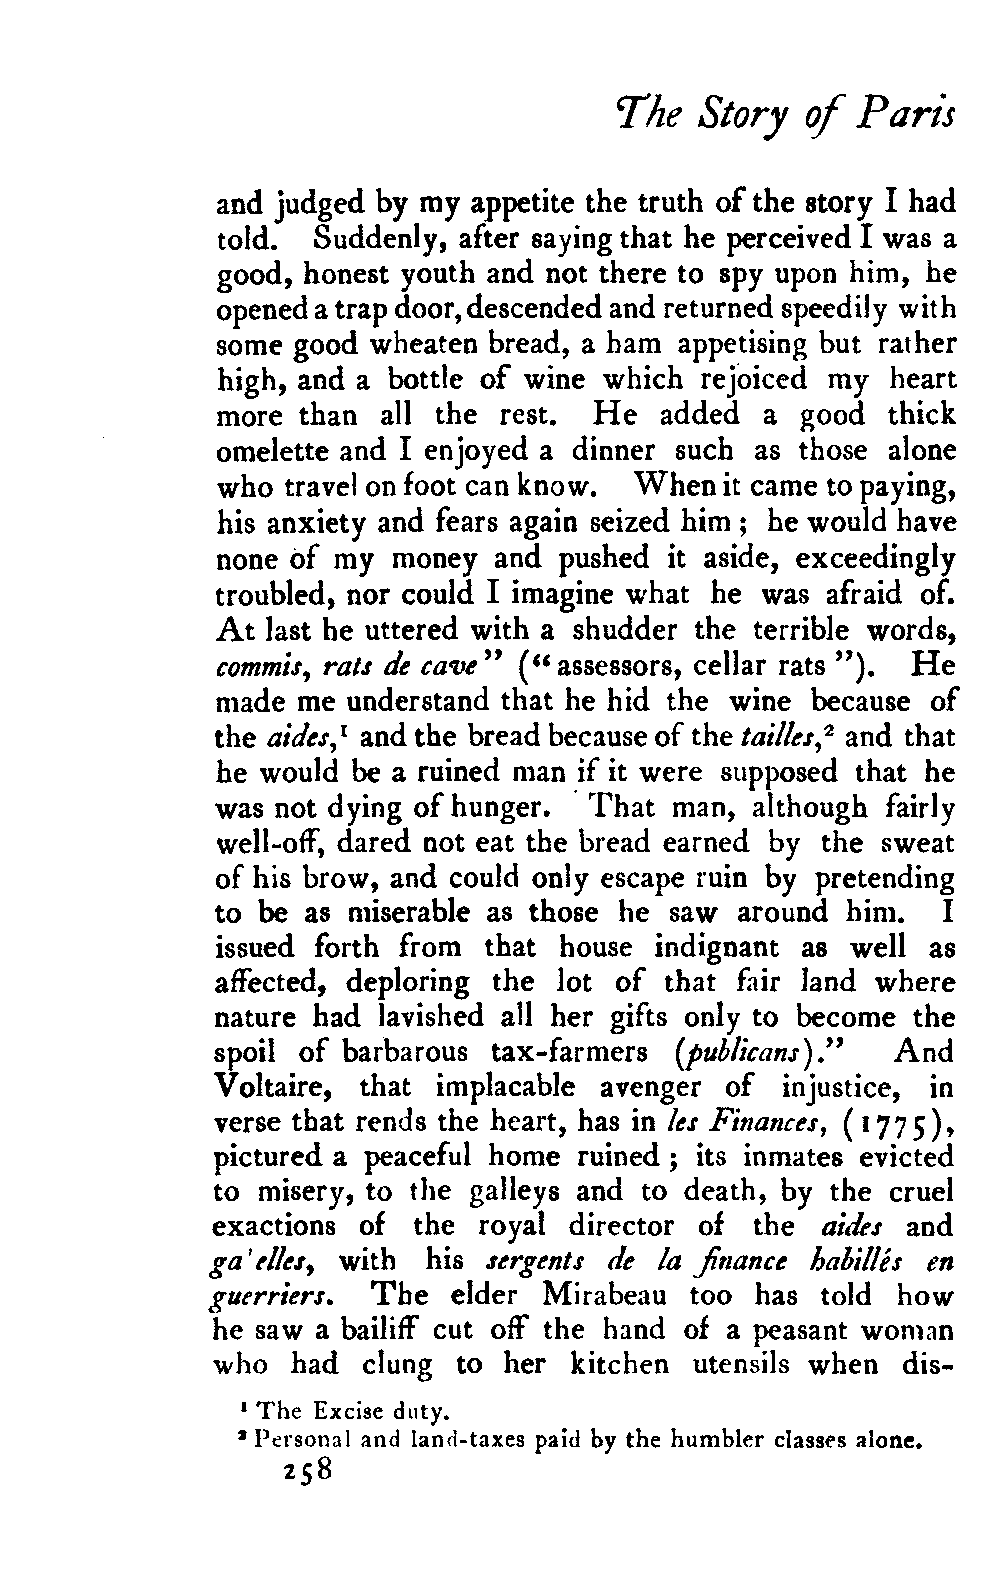 The Story of Paris
and judged by my appetite the truth of the story I had
told. Suddenly, after saying that he perceived I was a
good, honest youth and not there to spy upon him, he
opened a trap door, descended and returned speedily with
some good wheaten bread, a ham appetising but rather
high, and a bottle of wine which rejoiced my heart
more than all the rest. He added a good thick
omelette and I enjoyed a dinner such as those alone
who travel on foot can know. When it came to paying,
his anxiety and fears again seized him ; he would have
none of my money and pushed it aside, exceedingly
troubled, nor could I imagine what he was afraid of.
At last he uttered with a shudder the terrible words,
commis, rats de cave” (“ assessors, cellar rats ”). He
made me understand that he hid the wine because of
the aides,¹ and the bread because of the tailles,² and that
he would be a ruined man if it were supposed that he
was not dying of hunger. That man, although fairly
well-off, dared not eat the bread earned by the sweat
of his brow, and could only escape ruin by pretending
to be as miserable as those he saw around him. I
issued forth from that house indignant as well as
affected, deploring the lot of that fair land where
nature had lavished all her gifts only to become the
spoil of barbarous tax-farmers (publicans).” And
Voltaire, that implacable avenger of injustice, in
verse that rends the heart, has in les Finances, (1775),
pictured a peaceful home ruined ; its inmates evicted
to misery, to the galleys and to death, by the cruel
exactions of the royal director of the aides and
ga'elles, with his sergents de la finance habillés en
guerriers. The elder Mirabeau too has told how
he saw a bailiff cut off the hand of a peasant woman
who had clung to her kitchen utensils when dis-
¹ The Excise duty.
² Personal and land-taxes paid by the humbler classes alone.
258